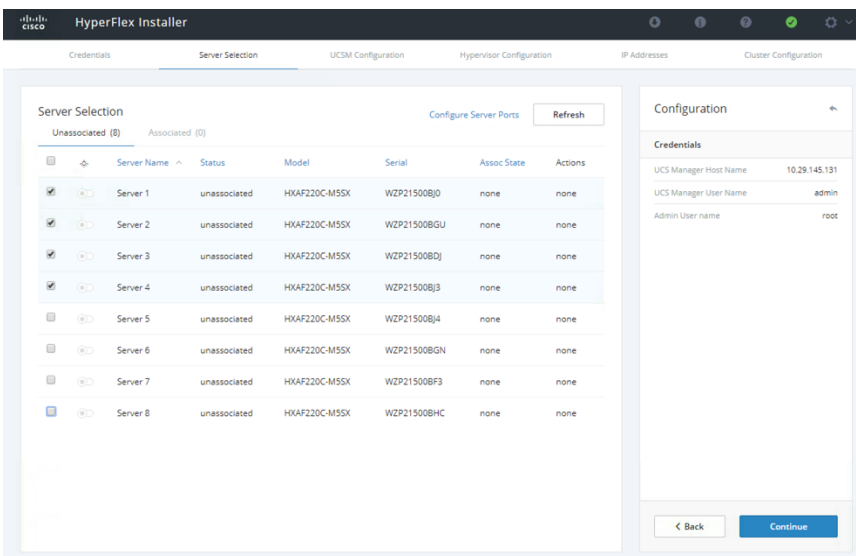 cisco HyperFlex Installer
Credentials Server Selection UCSM Configuration Hypervisor Configuration IP Addresses Cluster Configuration
Server Selection Configure Server Ports Refresh
Unassociated (8) Associated (0)
Server Name Status Model Serial Assoc State Actions
Server 1 unassociated HXAF220C-M5SX WZP21500BJ0 none none
Server 2 unassociated HXAF220C-M5SX WZP21500BGU none none
Server 3 unassociated HXAF220C-M5SX WZP21500BDJ none none
Server 4 unassociated HXAF220C-M5SX WZP21500BJ3 none none
Server 5 unassociated HXAF220C-M5SX WZP21500BJ4 none none
Server 6 unassociated HXAF220C-M5SX WZP21500BGN none none
Server 7 unassociated HXAF220C-M5SX WZP21500BF3 none none
Server 8 unassociated HXAF220C-M5SX WZP21500BHC none none
Configuration
Credentials
UCS Manager Host Name 10.29.145.131
UCS Manager User Name admin
Admin User name root
< Back Continue